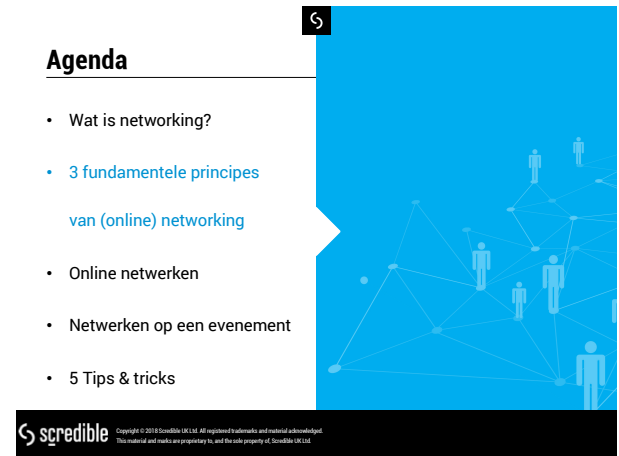 Agenda
• Wat is networking?
• 3 fundamentele principes
van (online) networking
• Online netwerken
• Netwerken op een evenement
• 5 Tips & tricks
scredible
Copyright © 2018 Scredible UK Ltd. All registered trademarks and material adknowledged.
This material and marks are proprietary to, and the sole property of, Scredible UK Ltd.